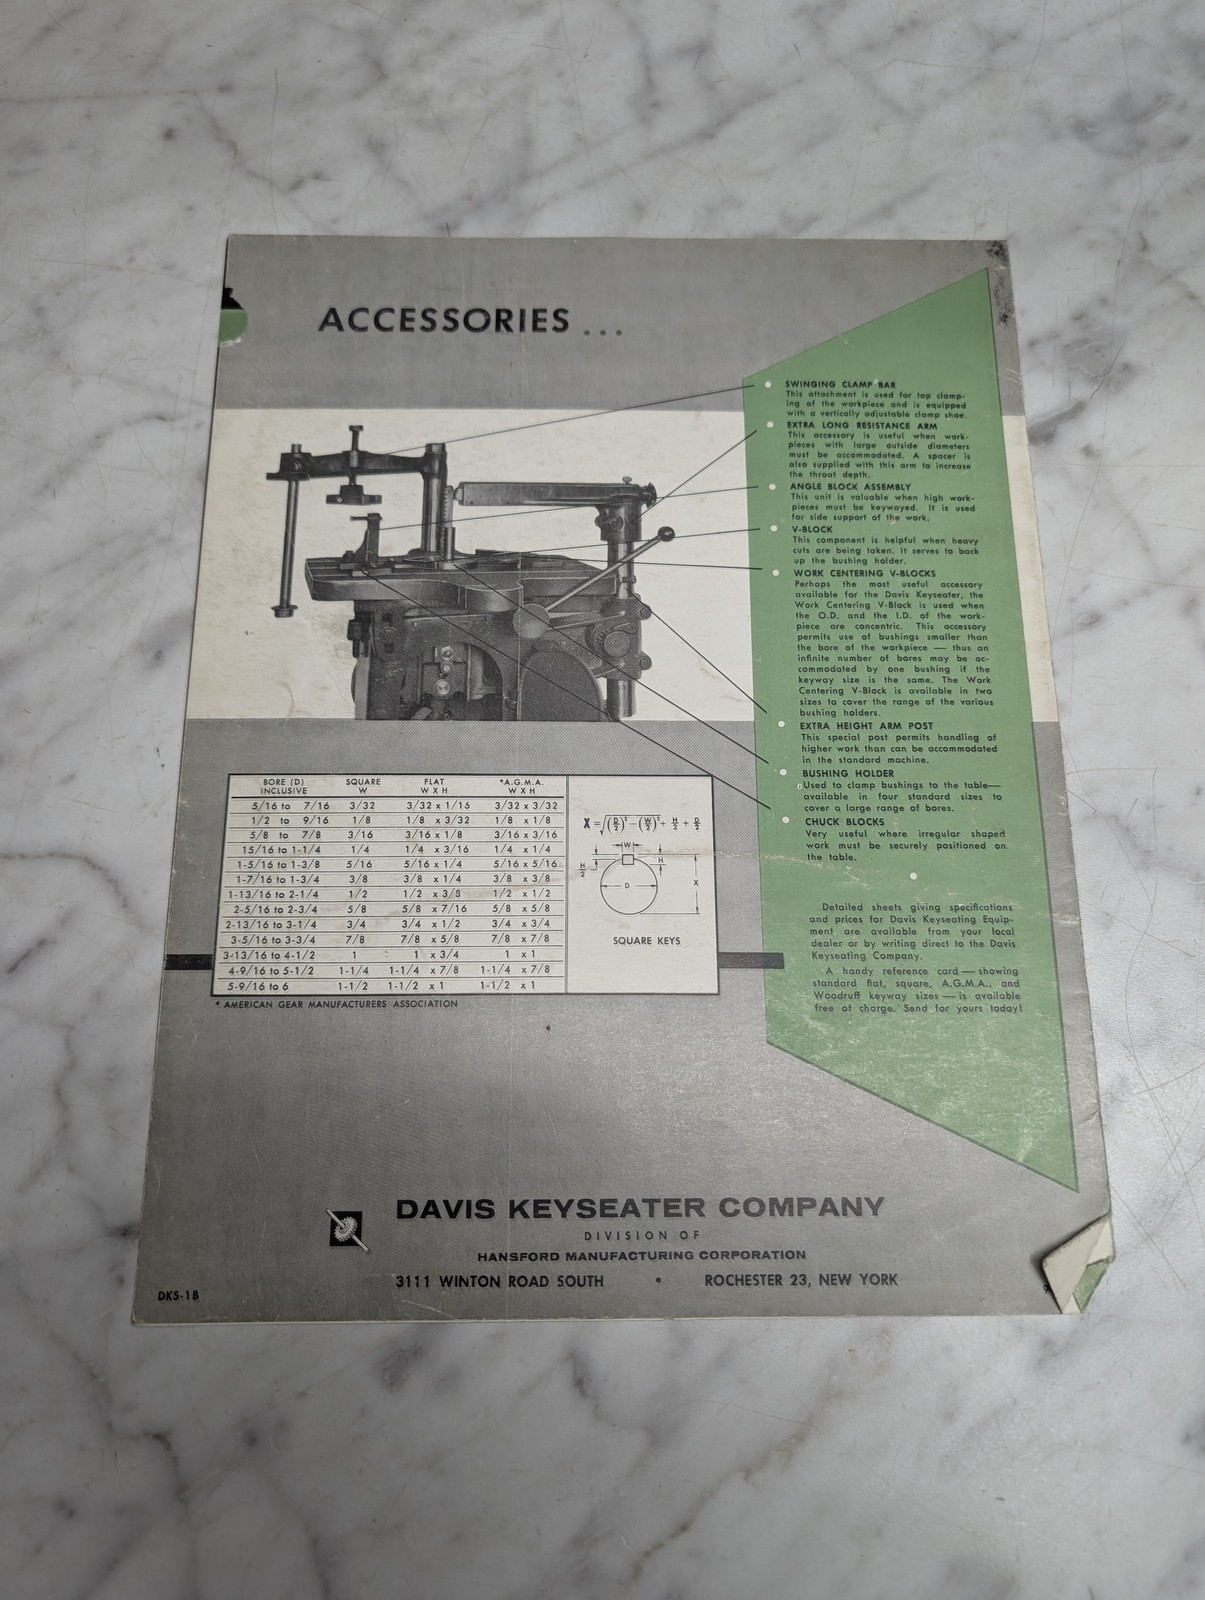 ACCESSORIES ...
SWINGING CLAMP BAR
This attachment is used for top clamp-
ing of the workpiece and is equipped
with a vertically adjustable clamp shoe.
EXTRA LONG RESISTANCE ARM
This accessory is useful when work-
pieces with large outside diameters
must be accommodated. A spacer is
also supplied with this arm to increase
the throat depth.
ANGLE BLOCK ASSEMBLY
This unit is valuable when high work-
pieces must be keywayed. It is used
for side support of the work.
V-BLOCK
This component is helpful when heavy
cuts are being taken. It serves to back
up the bushing holder.
WORK CENTERING V-BLOCKS
Perhaps the most useful accessory
available for the Davis Keyseater, the
Work Centering V-Block is used when
the O.D. and the I.D. of the work-
piece are concentric. This accessory
permits use of bushings smaller than
the bore of the workpiece — thus an
infinite number of bores may be ac-
commodated by one bushing if the
keyway size is the same. The Work
Centering V-Block is available in two
sizes to cover the range of the various
bushing holders.
EXTRA HEIGHT ARM POST
This special post permits handling of
higher work than can be accommodated
in the standard machine.
BUSHING HOLDER
Used to clamp bushings to the table—
available in four standard sizes to
cover a large range of bores.
CHUCK BLOCKS
Very useful where irregular shaped
work must be securely positioned on
the table.
Detailed sheets giving specifications
and prices for Davis Keyseating Equip-
ment are available from your local
dealer or by writing direct to the Davis
Keyseating Company.
A handy reference card — showing
standard flat, square, A.G.M.A., and
Woodruff keyway sizes — is available
free of charge. Send for yours today!
BORE (D) INCLUSIVE SQUARE W FLAT W X H *A.G.M.A. W X H
5/16 to 7/16 3/32 3/32 x 1/16 3/32 x 3/32
1/2 to 9/16 1/8 1/8 x 3/32 1/8 x 1/8
5/8 to 7/8 3/16 3/16 x 1/8 3/16 x 3/16
15/16 to 1-1/4 1/4 1/4 x 3/16 1/4 x 1/4
1-5/16 to 1-3/8 5/16 5/16 x 1/4 5/16 x 5/16
1-7/16 to 1-3/4 3/8 3/8 x 1/4 3/8 x 3/8
1-13/16 to 2-1/4 1/2 1/2 x 3/8 1/2 x 1/2
2-5/16 to 2-3/4 5/8 5/8 x 7/16 5/8 x 5/8
2-13/16 to 3-1/4 3/4 3/4 x 1/2 3/4 x 3/4
3-5/16 to 3-3/4 7/8 7/8 x 5/8 7/8 x 7/8
3-13/16 to 4-1/2 1 1 x 3/4 1 x 1
4-9/16 to 5-1/2 1-1/4 1-1/4 x 7/8 1-1/4 x 7/8
5-9/16 to 6 1-1/2 1-1/2 x 1 1-1/2 x 1
* AMERICAN GEAR MANUFACTURERS ASSOCIATION
X = √(D/2)² − (W/2)² + H/2 + D/2
W
H/2
H
D
X
SQUARE KEYS
DAVIS KEYSEATER COMPANY
DIVISION OF
HANSFORD MANUFACTURING CORPORATION
3111 WINTON ROAD SOUTH • ROCHESTER 23, NEW YORK
DKS-1B